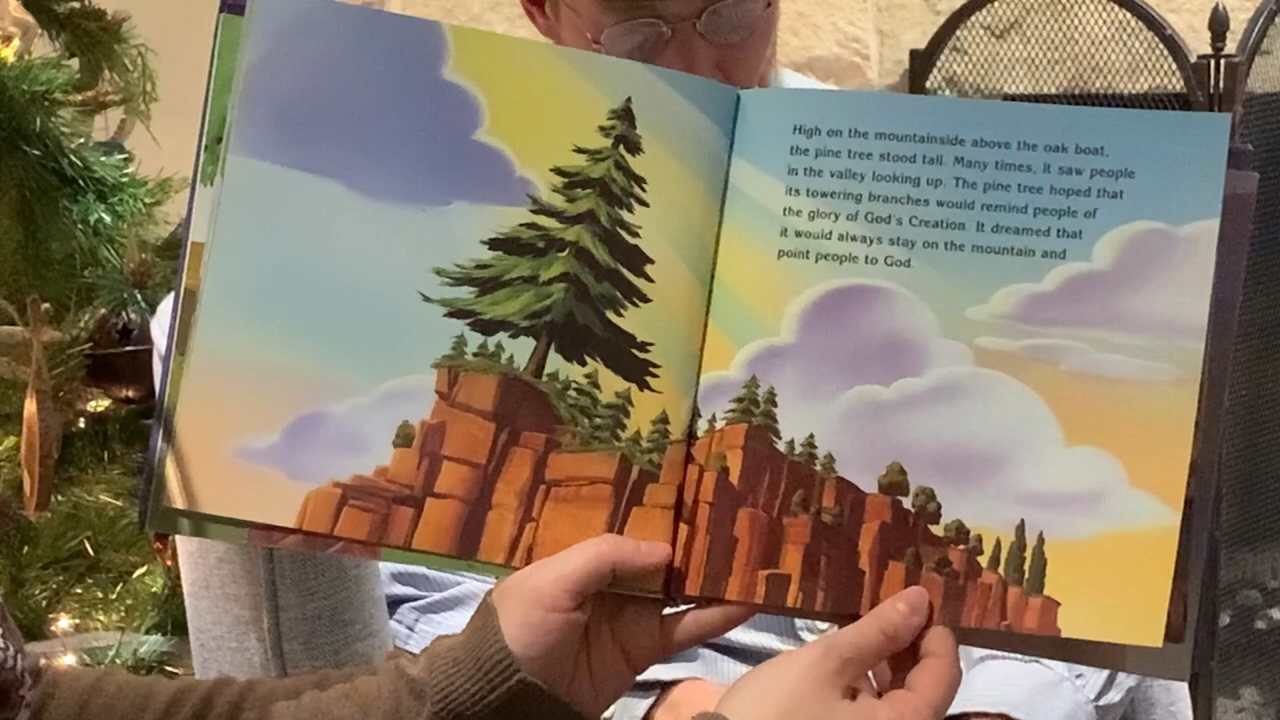 High on the mountainside above the oak boat,
the pine tree stood tall. Many times, it saw people
in the valley looking up. The pine tree hoped that
its towering branches would remind people of
the glory of God's Creation. It dreamed that
it would always stay on the mountain and
point people to God.